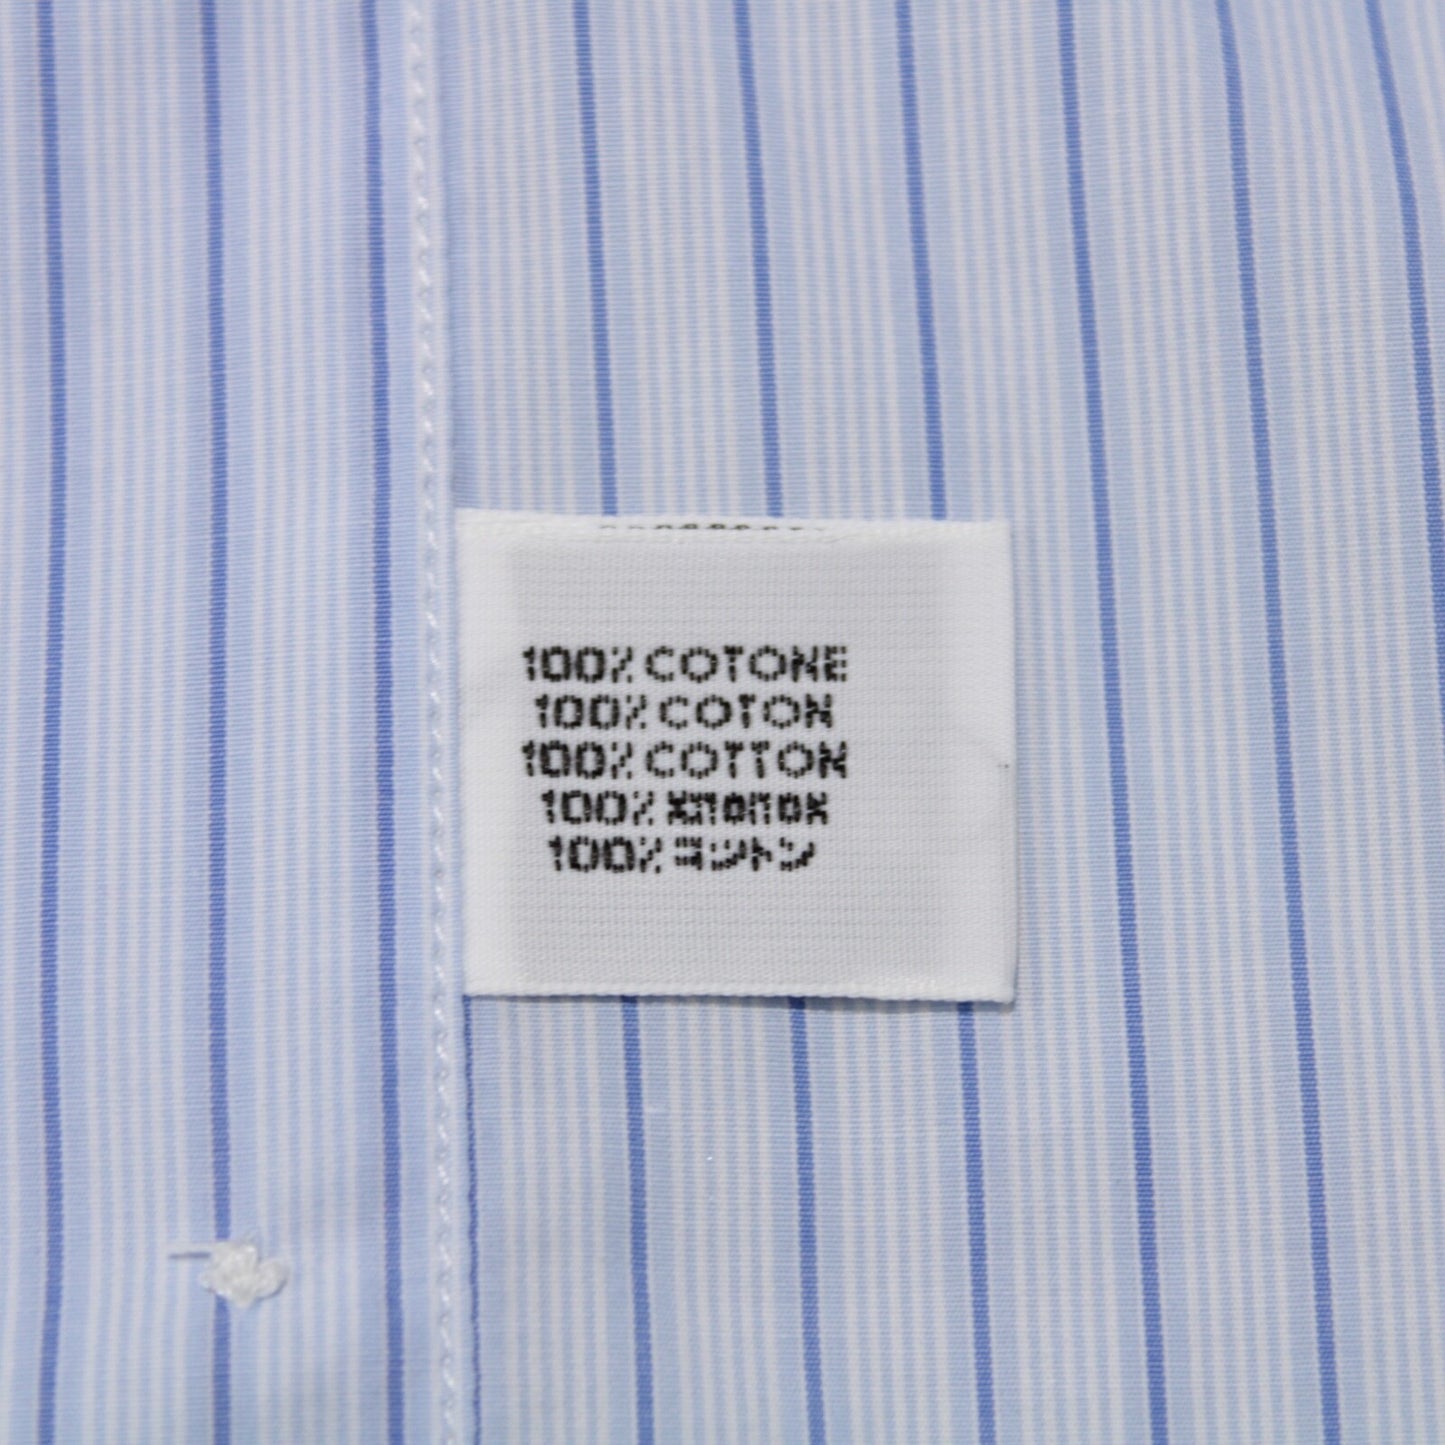 100% COTONE
100% COTON
100% COTTON
100% ХЛОПОК
100% コットン